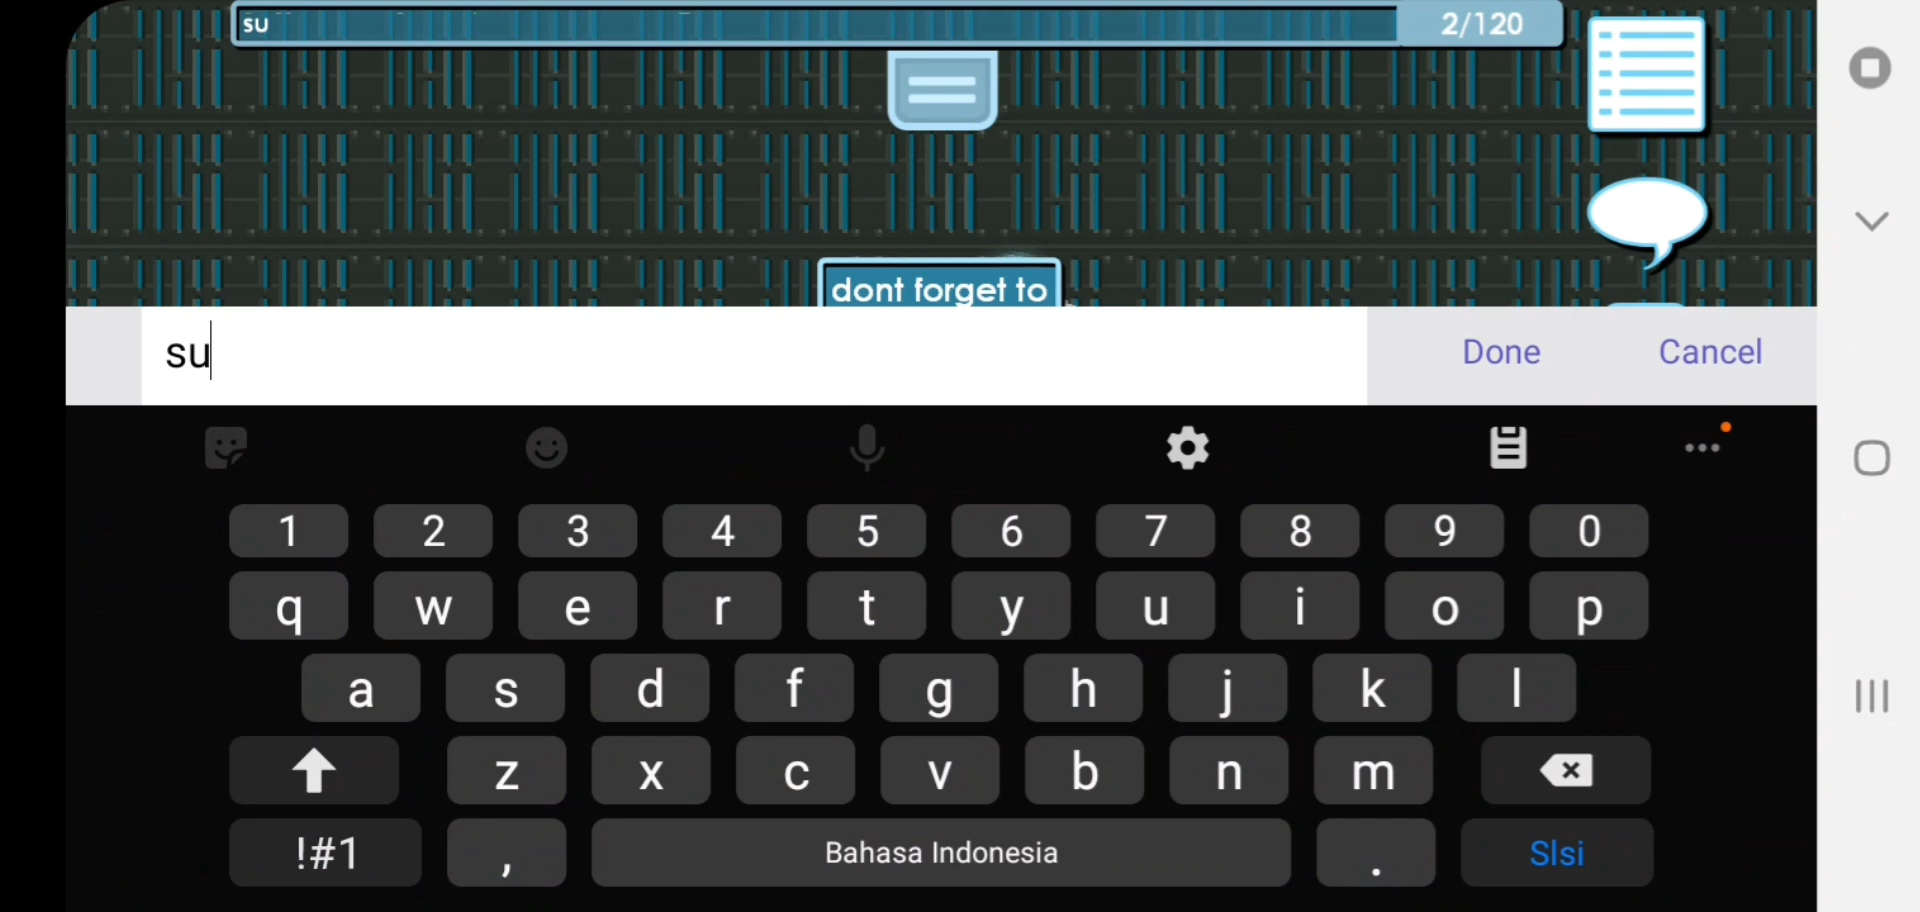 su
2/120
dont forget to
su
Done
Cancel
1 2 3 4 5 6 7 8 9 0
q w e r t y u i o p
a s d f g h j k l
z x c v b n m
!#1 , Bahasa Indonesia . Slsi